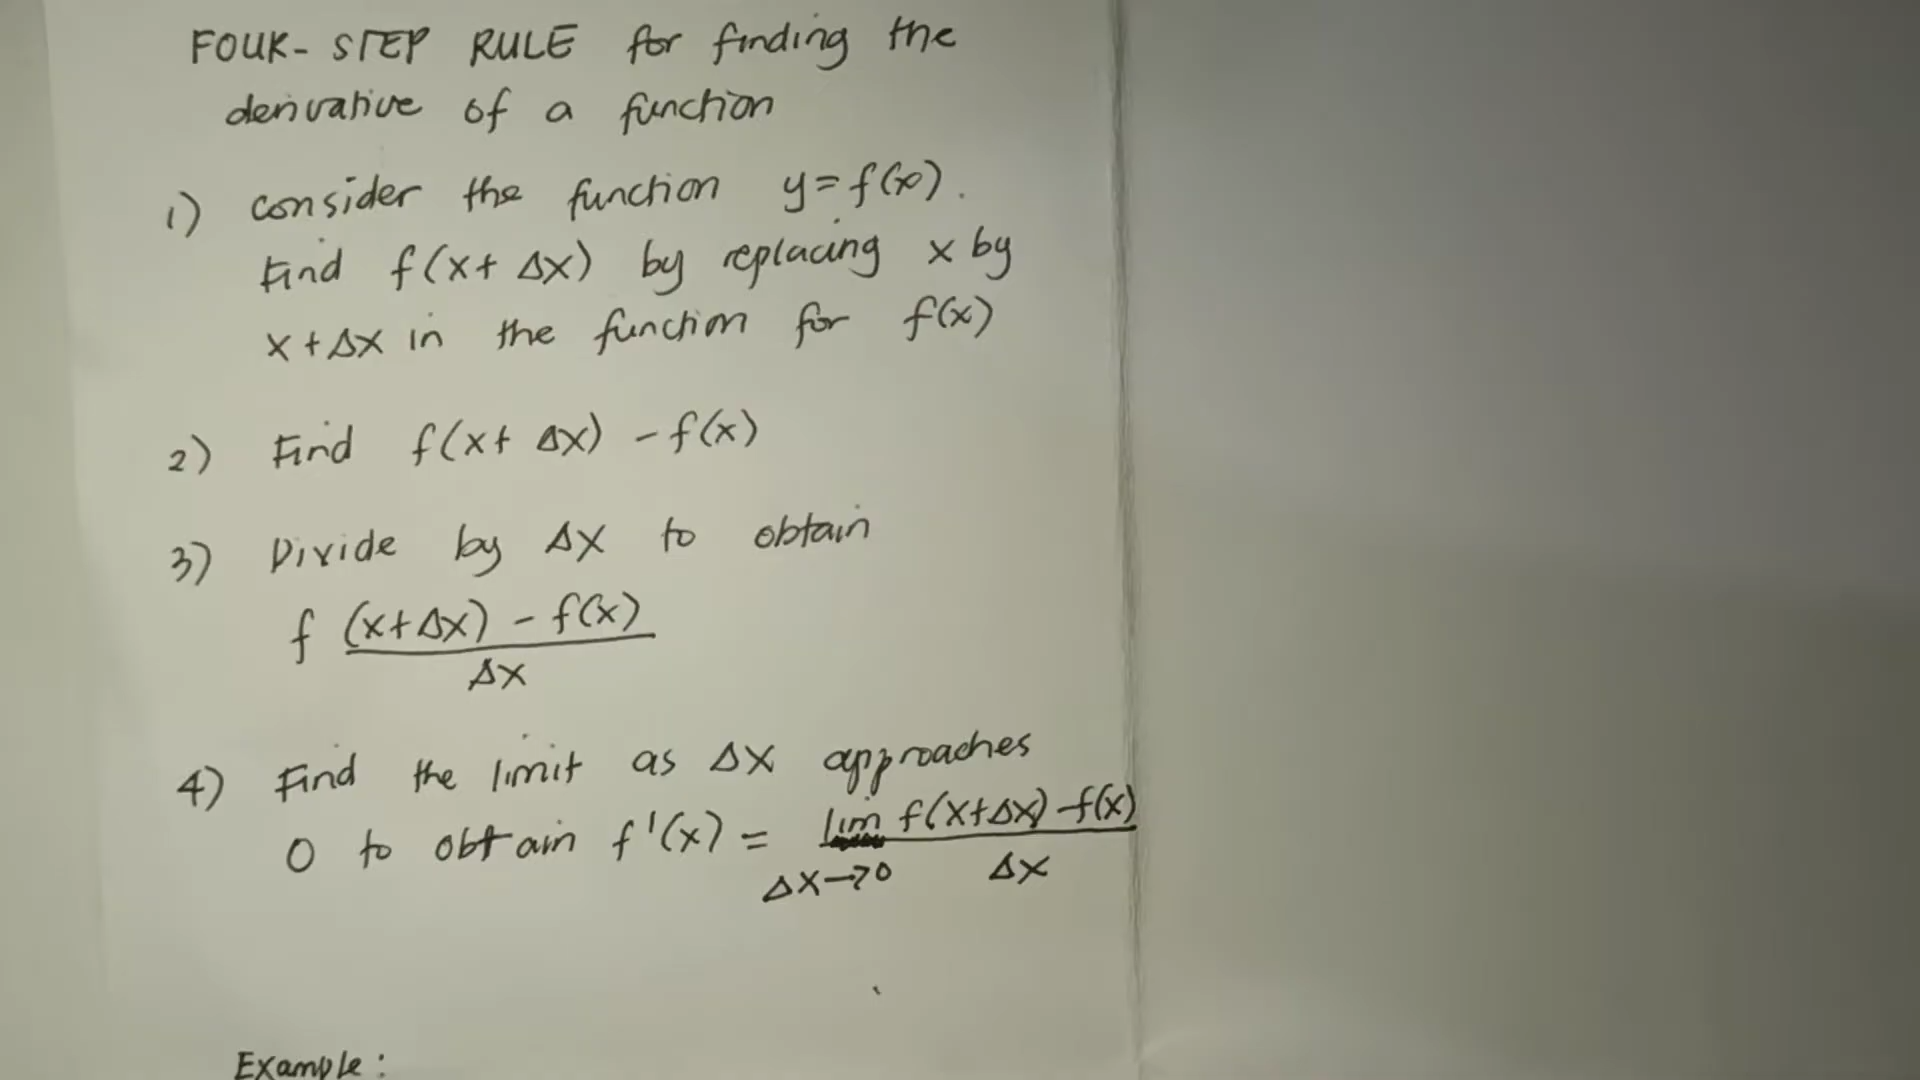 FOUR-STEP RULE for finding the
derivative of a function
1) Consider the function y=f(x).
Find f(x+Δx) by replacing x by
x+Δx in the function for f(x)
2) Find f(x+Δx) -f(x)
3) Divide by Δx to obtain
f (x+Δx) - f(x)
Δx
4) Find the limit as Δx approaches
0 to obtain f'(x) = lim f(x+Δx)-f(x)
Δx→0 Δx
Example: